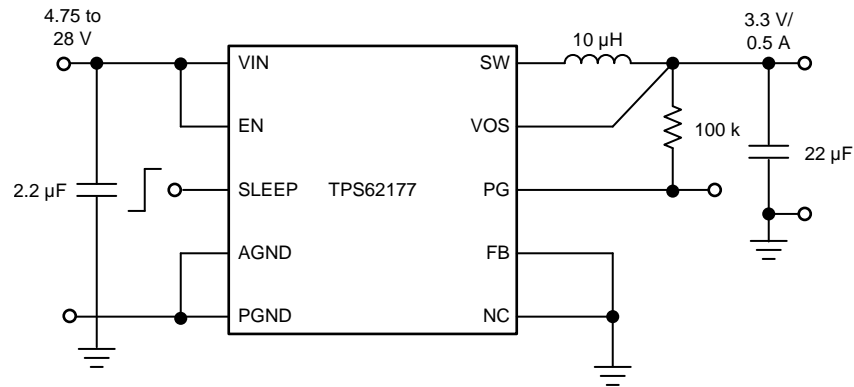 4.75 to
28 V
3.3 V/
0.5 A
10 µH
VIN
SW
EN
VOS
100 k
22 µF
2.2 µF
SLEEP
TPS62177
PG
AGND
FB
PGND
NC